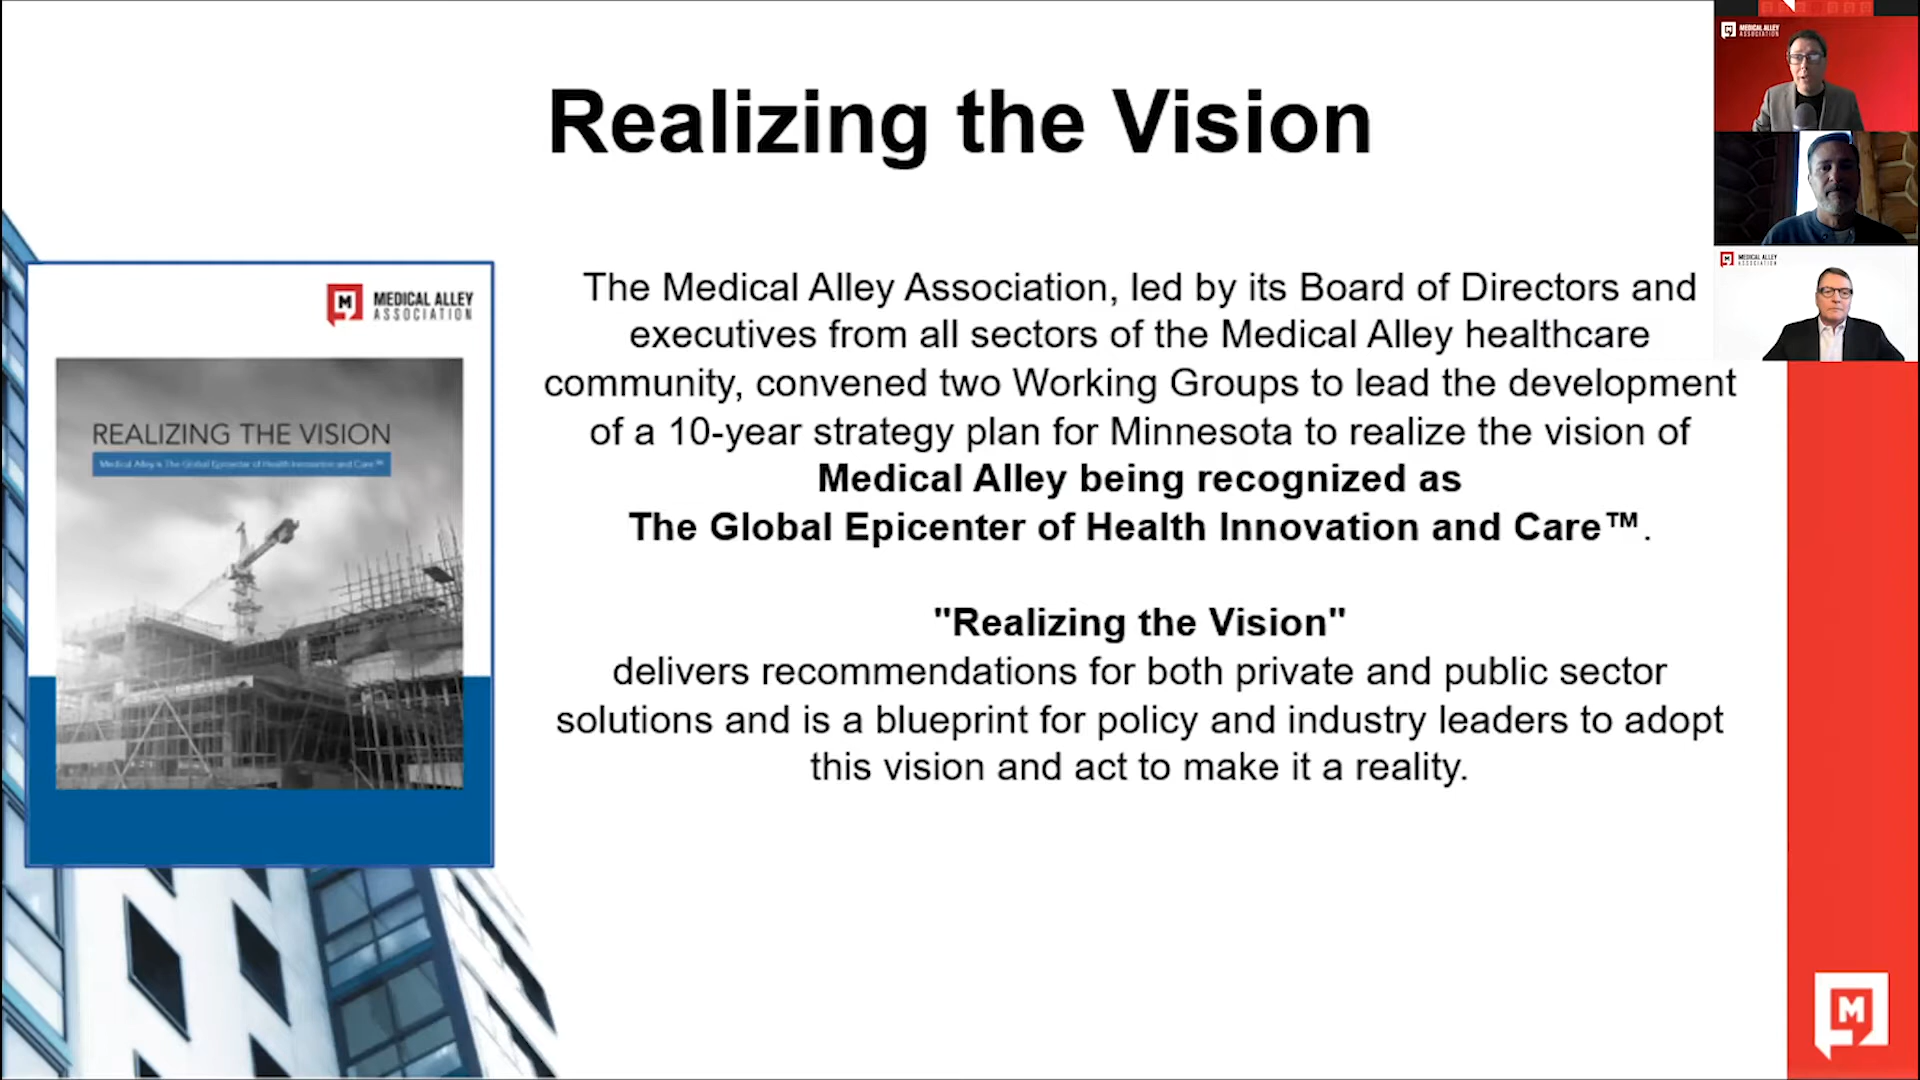 Realizing the Vision
MEDICAL ALLEY
ASSOCIATION
REALIZING THE VISION
Medical Alley is The Global Epicenter of Health Innovation and Care™
The Medical Alley Association, led by its Board of Directors and
executives from all sectors of the Medical Alley healthcare
community, convened two Working Groups to lead the development
of a 10-year strategy plan for Minnesota to realize the vision of
Medical Alley being recognized as
The Global Epicenter of Health Innovation and Care™.
"Realizing the Vision"
delivers recommendations for both private and public sector
solutions and is a blueprint for policy and industry leaders to adopt
this vision and act to make it a reality.
MEDICAL ALLEY
ASSOCIATION
MEDICAL ALLEY
ASSOCIATION
M